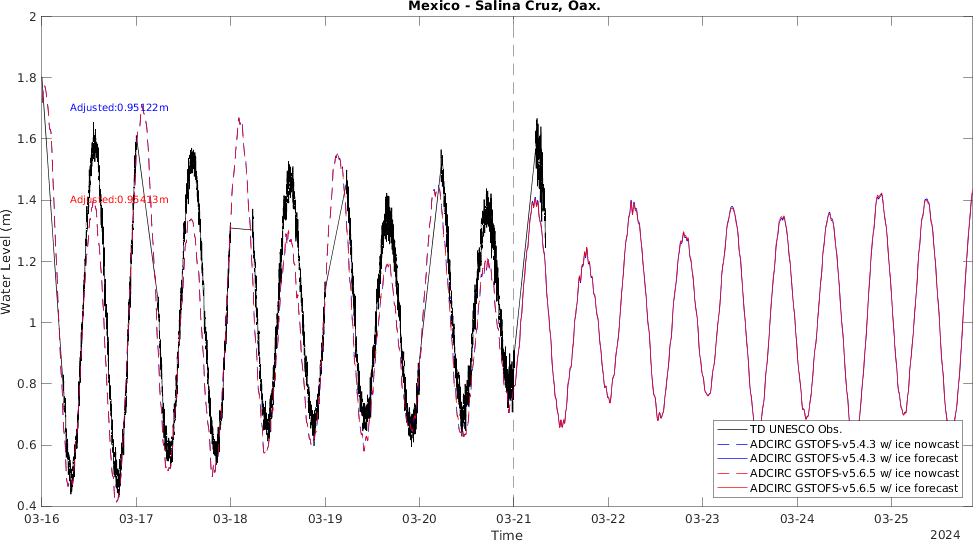 Mexico - Salina Cruz, Oax.
2
1.8
1.6
1.4
1.2
1
0.8
0.6
0.4
Water Level (m)
Adjusted:0.95122m
Adjusted:0.95413m
TD UNESCO Obs.
ADCIRC GSTOFS-v5.4.3 w/ ice nowcast
ADCIRC GSTOFS-v5.4.3 w/ ice forecast
ADCIRC GSTOFS-v5.6.5 w/ ice nowcast
ADCIRC GSTOFS-v5.6.5 w/ ice forecast
03-16 03-17 03-18 03-19 03-20 03-21 03-22 03-23 03-24 03-25
Time
2024